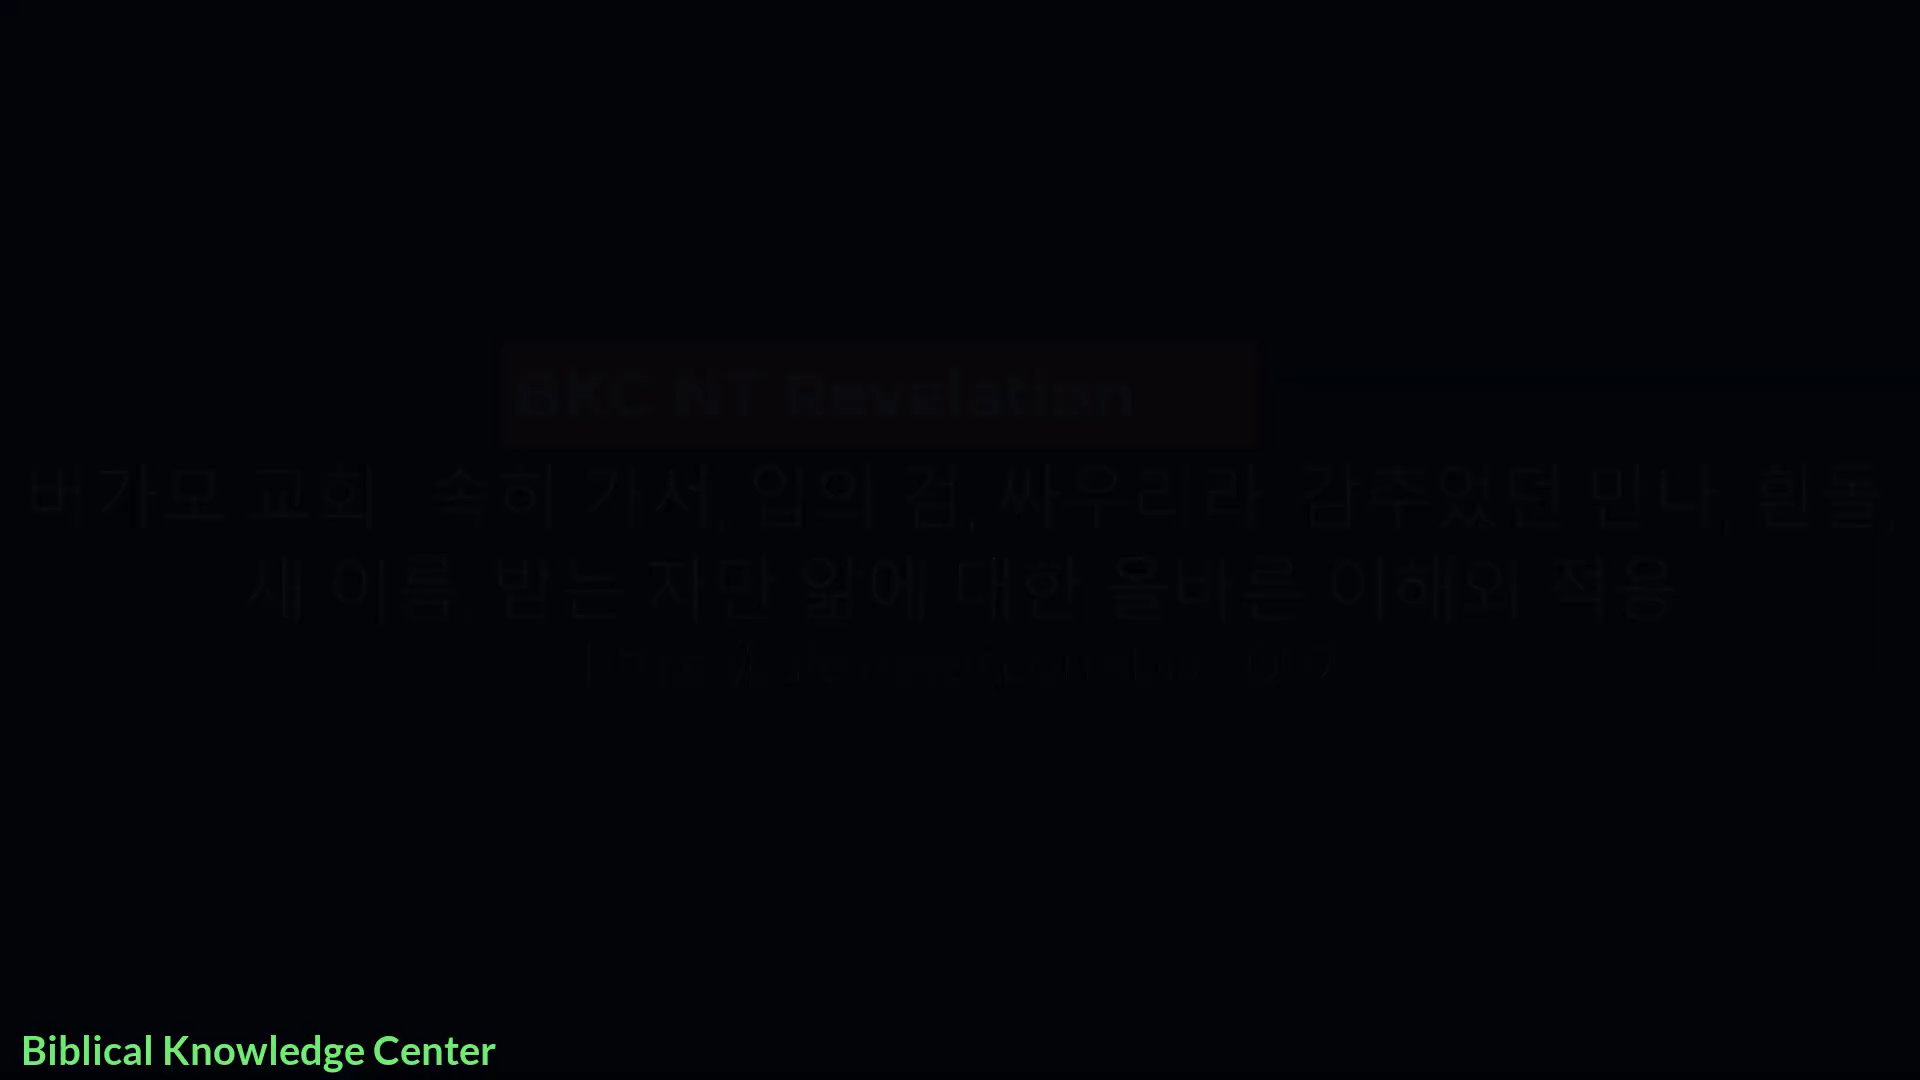 BKC NT Revelation
버가모 교회 속히 가서, 입의 검, 싸우리라 감추었던 만나, 흰돌,
새 이름, 받는 자만 앎에 대한 올바른 이해와 적용
Biblical Knowledge Center